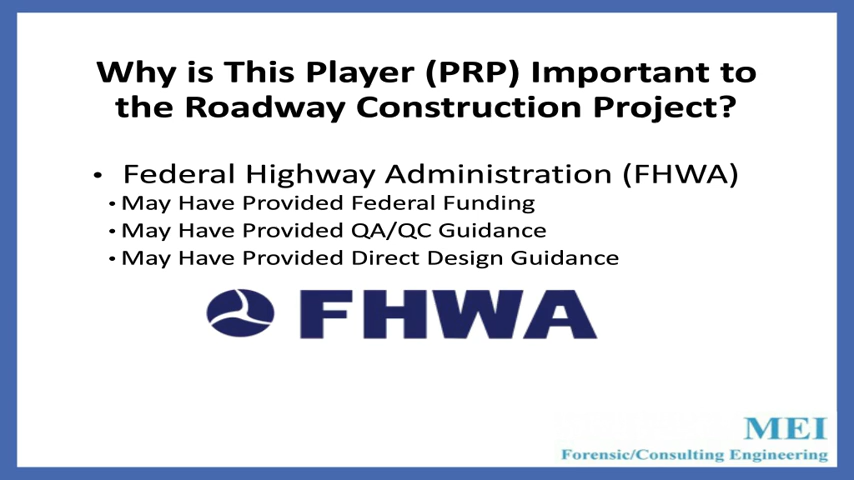 Why is This Player (PRP) Important to
the Roadway Construction Project?
• Federal Highway Administration (FHWA)
• May Have Provided Federal Funding
• May Have Provided QA/QC Guidance
• May Have Provided Direct Design Guidance
FHWA
MEI
Forensic/Consulting Engineering